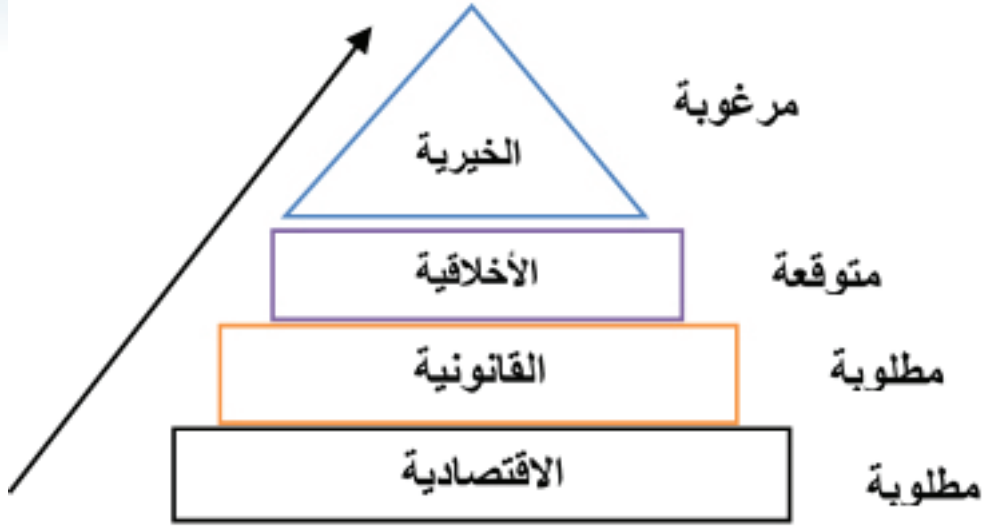 مرغوبة
الخيرية
الأخلاقية
متوقعة
القانونية
مطلوبة
الاقتصادية
مطلوبة